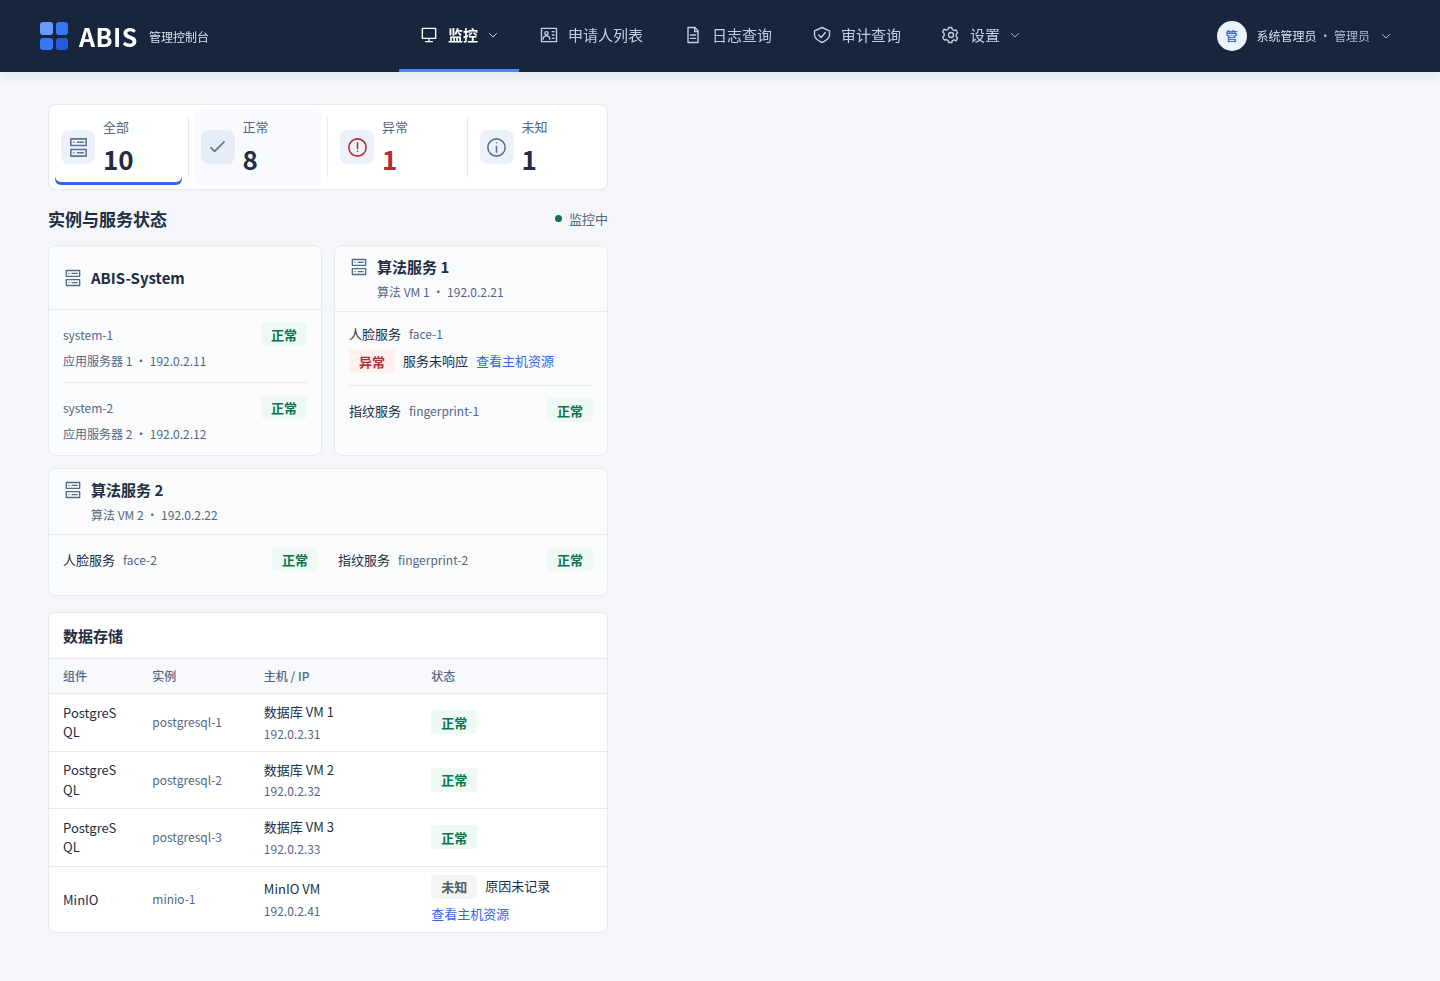 ABIS 管理控制台 监控 申请人列表 日志查询 审计查询 设置 管 系统管理员 · 管理员
全部 正常 异常 未知
10 8 1 1
实例与服务状态 监控中
ABIS-System
system-1 正常
应用服务器 1 · 192.0.2.11
system-2 正常
应用服务器 2 · 192.0.2.12
算法服务 1
算法 VM 1 · 192.0.2.21
人脸服务 face-1
异常 服务未响应 查看主机资源
指纹服务 fingerprint-1 正常
算法服务 2
算法 VM 2 · 192.0.2.22
人脸服务 face-2 正常 指纹服务 fingerprint-2 正常
数据存储
组件 实例 主机 / IP 状态
PostgreS
QL
postgresql-1
数据库 VM 1
192.0.2.31
正常
PostgreS
QL
postgresql-2
数据库 VM 2
192.0.2.32
正常
PostgreS
QL
postgresql-3
数据库 VM 3
192.0.2.33
正常
MinIO
minio-1
MinIO VM
192.0.2.41
未知 原因未记录
查看主机资源